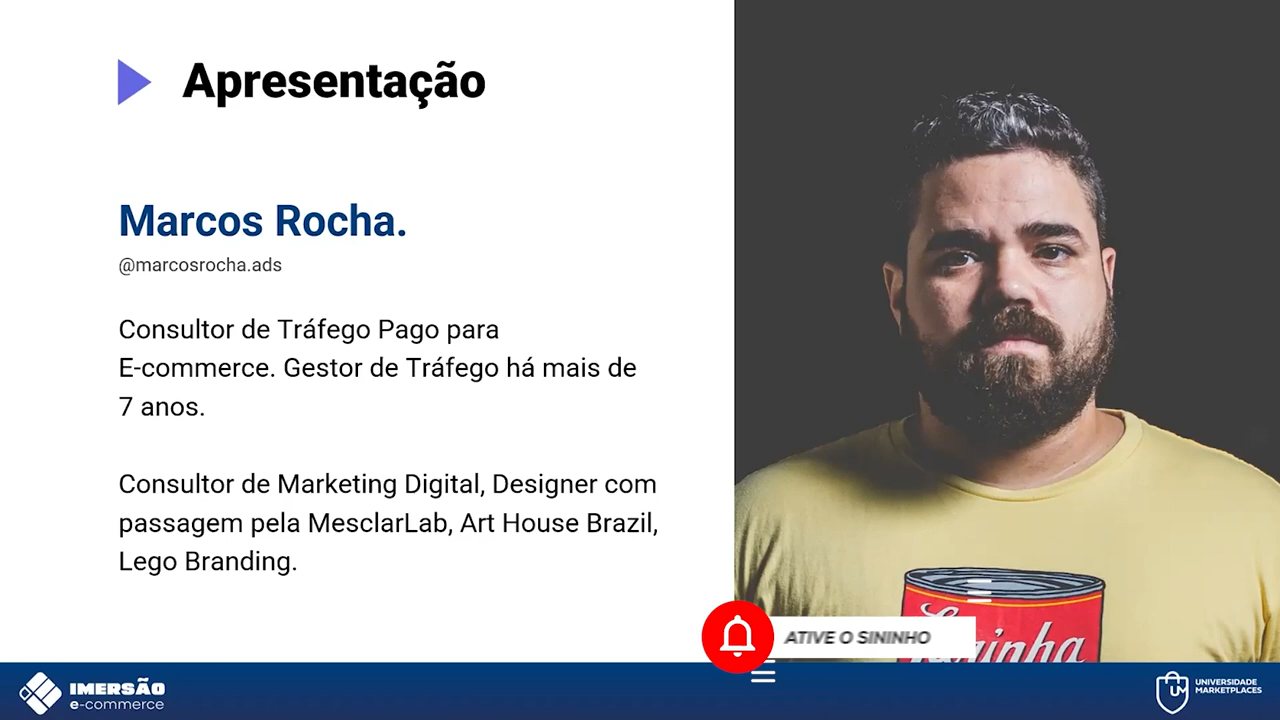 Apresentação
Marcos Rocha.
@marcosrocha.ads
Consultor de Tráfego Pago para
E-commerce. Gestor de Tráfego há mais de
7 anos.
Consultor de Marketing Digital, Designer com
passagem pela MesclarLab, Art House Brazil,
Lego Branding.
ATIVE O SININHO
IMERSÃO
e-commerce
UM
UNIVERSIDADE
MARKETPLACES